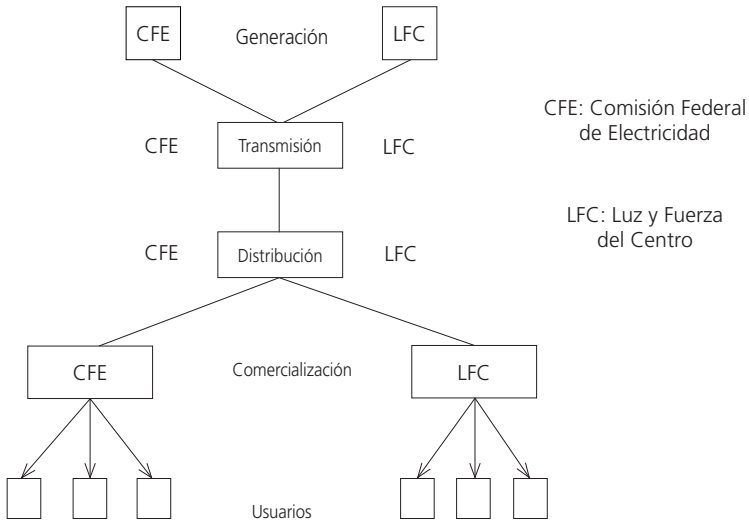 CFE Generación LFC
CFE: Comisión Federal
de Electricidad
CFE Transmisión LFC
LFC: Luz y Fuerza
del Centro
CFE Distribución LFC
CFE Comercialización LFC
Usuarios